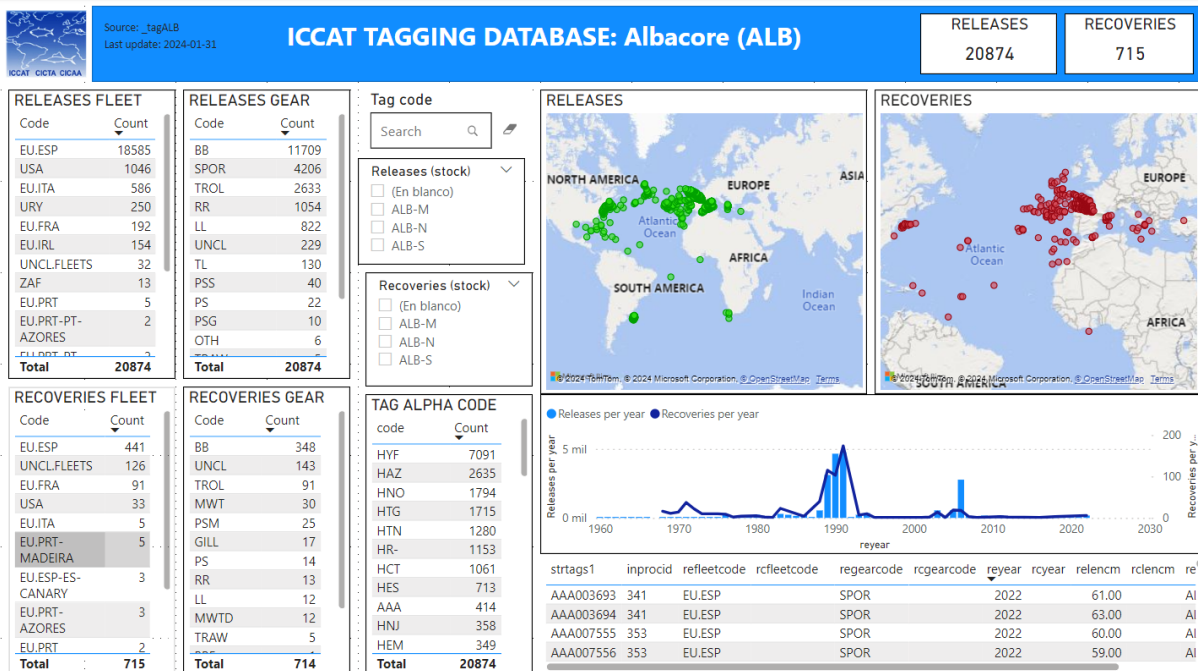 Source: _tagALB
Last update: 2024-01-31
ICCAT CICTA CICAA
ICCAT TAGGING DATABASE: Albacore (ALB)
RELEASES
20874
RECOVERIES
715
RELEASES FLEET
Code Count
EU.ESP 18585
USA 1046
EU.ITA 586
URY 250
EU.FRA 192
EU.IRL 154
UNCL.FLEETS 32
ZAF 13
EU.PRT 5
EU.PRT-PT- 2
AZORES
Total 20874
RELEASES GEAR
Code Count
BB 11709
SPOR 4206
TROL 2633
RR 1054
LL 822
UNCL 229
TL 130
PSS 40
PS 22
PSG 10
OTH 6
Total 20874
Tag code
Search
Releases (stock)
(En blanco)
ALB-M
ALB-N
ALB-S
Recoveries (stock)
(En blanco)
ALB-M
ALB-N
ALB-S
RELEASES
NORTH AMERICA
EUROPE
ASIA
Atlantic
Ocean
AFRICA
SOUTH AMERICA
Indian
Ocean
© 2024 TomTom, © 2024 Microsoft Corporation, © OpenStreetMap Terms
RECOVERIES
EUROPE
Atlantic
Ocean
AFRICA
SOUTH AMERICA
© 2024 TomTom, © 2024 Microsoft Corporation, © OpenStreetMap Terms
RECOVERIES FLEET
Code Count
EU.ESP 441
UNCL.FLEETS 126
EU.FRA 91
USA 33
EU.ITA 5
EU.PRT- 5
MADEIRA
EU.ESP-ES- 3
CANARY
EU.PRT- 3
AZORES
EU.PRT 2
Total 715
RECOVERIES GEAR
Code Count
BB 348
UNCL 143
TROL 91
MWT 30
PSM 25
GILL 17
PS 14
RR 13
LL 12
MWTD 12
TRAW 5
Total 714
TAG ALPHA CODE
code Count
HYF 7091
HAZ 2635
HNO 1794
HTG 1715
HTN 1280
HR- 1153
HCT 1061
HES 713
AAA 414
HNJ 358
HEM 349
Total 20874
Releases per year Recoveries per year
Releases per year
5 mil
0 mil
200
100
0
Recoveries per y...
1960 1970 1980 1990 2000 2010 2020 2030
reyear
strtags1 inprocid refleetcode rcfleetcode regearcode rcgearcode reyear rcyear relencm rclencm re
AAA003693 341 EU.ESP SPOR 2022 61.00 Al
AAA003694 341 EU.ESP SPOR 2022 63.00 Al
AAA007555 353 EU.ESP SPOR 2022 60.00 Al
AAA007556 353 EU.ESP SPOR 2022 59.00 Al